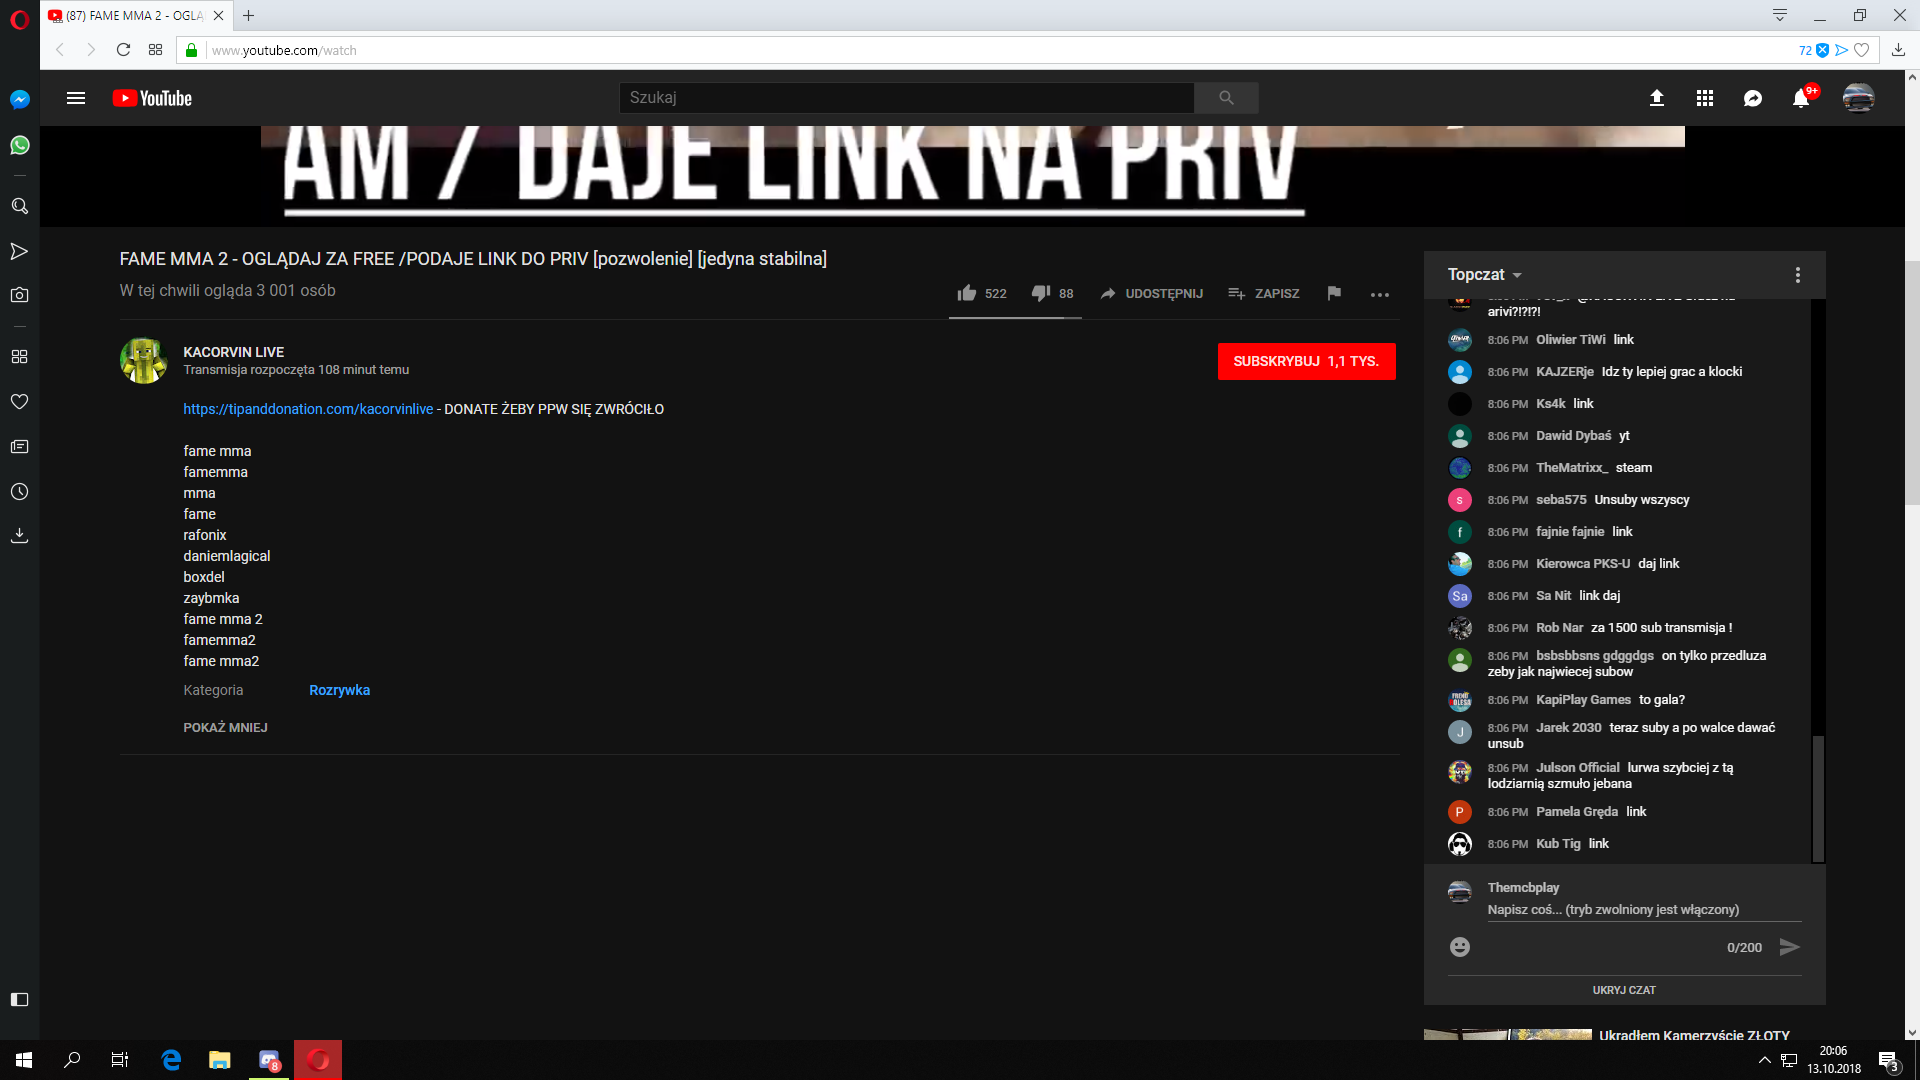 (87) FAME MMA 2 - OGLĄ
www.youtube.com/watch
72
YouTube
Szukaj
9+
AM / DAJE LINK NA PRIV
FAME MMA 2 - OGLĄDAJ ZA FREE /PODAJE LINK DO PRIV [pozwolenie] [jedyna stabilna]
W tej chwili ogląda 3 001 osób
522
88
UDOSTĘPNIJ
ZAPISZ
KACORVIN LIVE
Transmisja rozpoczęta 108 minut temu
SUBSKRYBUJ 1,1 TYS.
https://tipanddonation.com/kacorvinlive - DONATE ŻEBY PPW SIĘ ZWRÓCIŁO
fame mma
famemma
mma
fame
rafonix
daniemlagical
boxdel
zaybmka
fame mma 2
famemma2
fame mma2
Kategoria Rozrywka
POKAŻ MNIEJ
Topczat
arivi?!?!?!
8:06 PM Oliwier TiWi link
8:06 PM KAJZERje Idz ty lepiej grac a klocki
8:06 PM Ks4k link
8:06 PM Dawid Dybaś yt
8:06 PM TheMatrixx_ steam
s 8:06 PM seba575 Unsuby wszyscy
f 8:06 PM fajnie fajnie link
8:06 PM Kierowca PKS-U daj link
Sa 8:06 PM Sa Nit link daj
8:06 PM Rob Nar za 1500 sub transmisja !
8:06 PM bsbsbbsns gdggdgs on tylko przedluza
zeby jak najwiecej subow
8:06 PM KapiPlay Games to gala?
J 8:06 PM Jarek 2030 teraz suby a po walce dawać
unsub
8:06 PM Julson Official lurwa szybciej z tą
lodziarnią szmuło jebana
P 8:06 PM Pamela Gręda link
8:06 PM Kub Tig link
Themcbplay
Napisz coś... (tryb zwolniony jest włączony)
0/200
UKRYJ CZAT
Ukradłem Kamerzyście ZŁOTY
8
20:06
13.10.2018
3